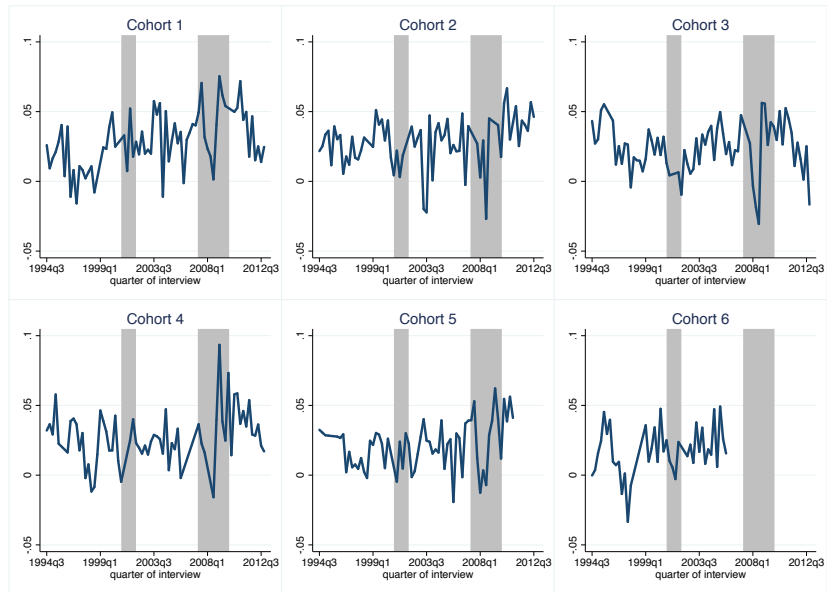 Cohort 1
.1
.05
0
-.05
1994q3 1999q1 2003q3 2008q1 2012q3
quarter of interview
Cohort 2
.1
.05
0
-.05
1994q3 1999q1 2003q3 2008q1 2012q3
quarter of interview
Cohort 3
.1
.05
0
-.05
1994q3 1999q1 2003q3 2008q1 2012q3
quarter of interview
Cohort 4
.1
.05
0
-.05
1994q3 1999q1 2003q3 2008q1 2012q3
quarter of interview
Cohort 5
.1
.05
0
-.05
1994q3 1999q1 2003q3 2008q1 2012q3
quarter of interview
Cohort 6
.1
.05
0
-.05
1994q3 1999q1 2003q3 2008q1 2012q3
quarter of interview